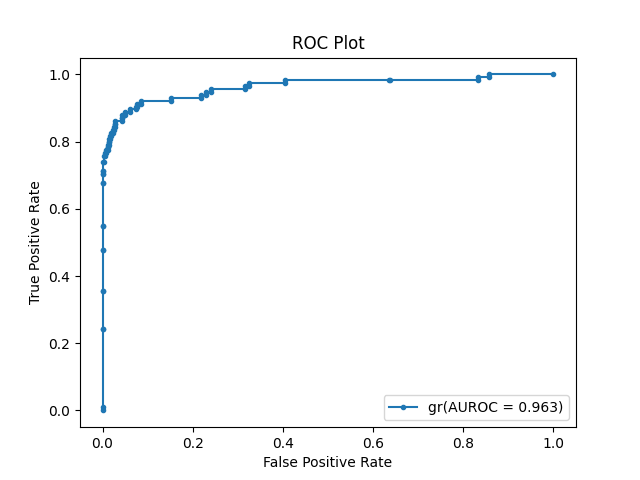 ROC Plot
True Positive Rate
1.0
0.8
0.6
0.4
0.2
0.0
gr(AUROC = 0.963)
0.0 0.2 0.4 0.6 0.8 1.0
False Positive Rate